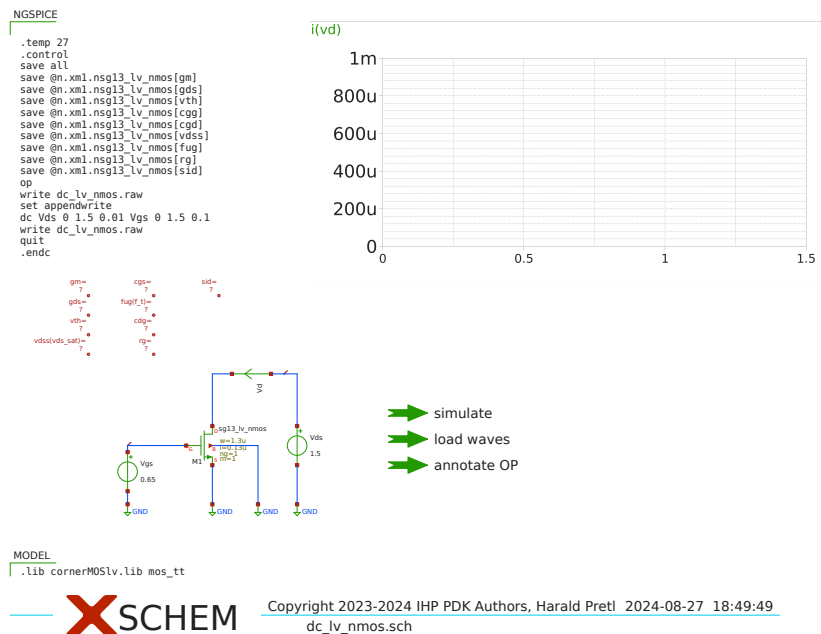 NGSPICE
.temp 27
.control
save all
save @n.xm1.nsg13_lv_nmos[gm]
save @n.xm1.nsg13_lv_nmos[gds]
save @n.xm1.nsg13_lv_nmos[vth]
save @n.xm1.nsg13_lv_nmos[cgg]
save @n.xm1.nsg13_lv_nmos[cgd]
save @n.xm1.nsg13_lv_nmos[vdss]
save @n.xm1.nsg13_lv_nmos[fug]
save @n.xm1.nsg13_lv_nmos[rg]
save @n.xm1.nsg13_lv_nmos[sid]
op
write dc_lv_nmos.raw
set appendwrite
dc Vds 0 1.5 0.01 Vgs 0 1.5 0.1
write dc_lv_nmos.raw
quit
.endc
i(vd)
1m
800u
600u
400u
200u
0
0 0.5 1 1.5
gm= cgs= sid=
? ? ?
gds= fug(f_t)=
? ?
vth= cdg=
? ?
vdss(vds_sat)= rg=
? ?
Vd
sg13_lv_nmos
D
G
B
S
w=1.3u
l=0.13u
ng=1
m=1
M1
Vds
1.5
Vgs
0.65
GND GND GND GND
simulate
load waves
annotate OP
MODEL
.lib cornerMOSlv.lib mos_tt
XSCHEM
Copyright 2023-2024 IHP PDK Authors, Harald Pretl 2024-08-27 18:49:49
dc_lv_nmos.sch